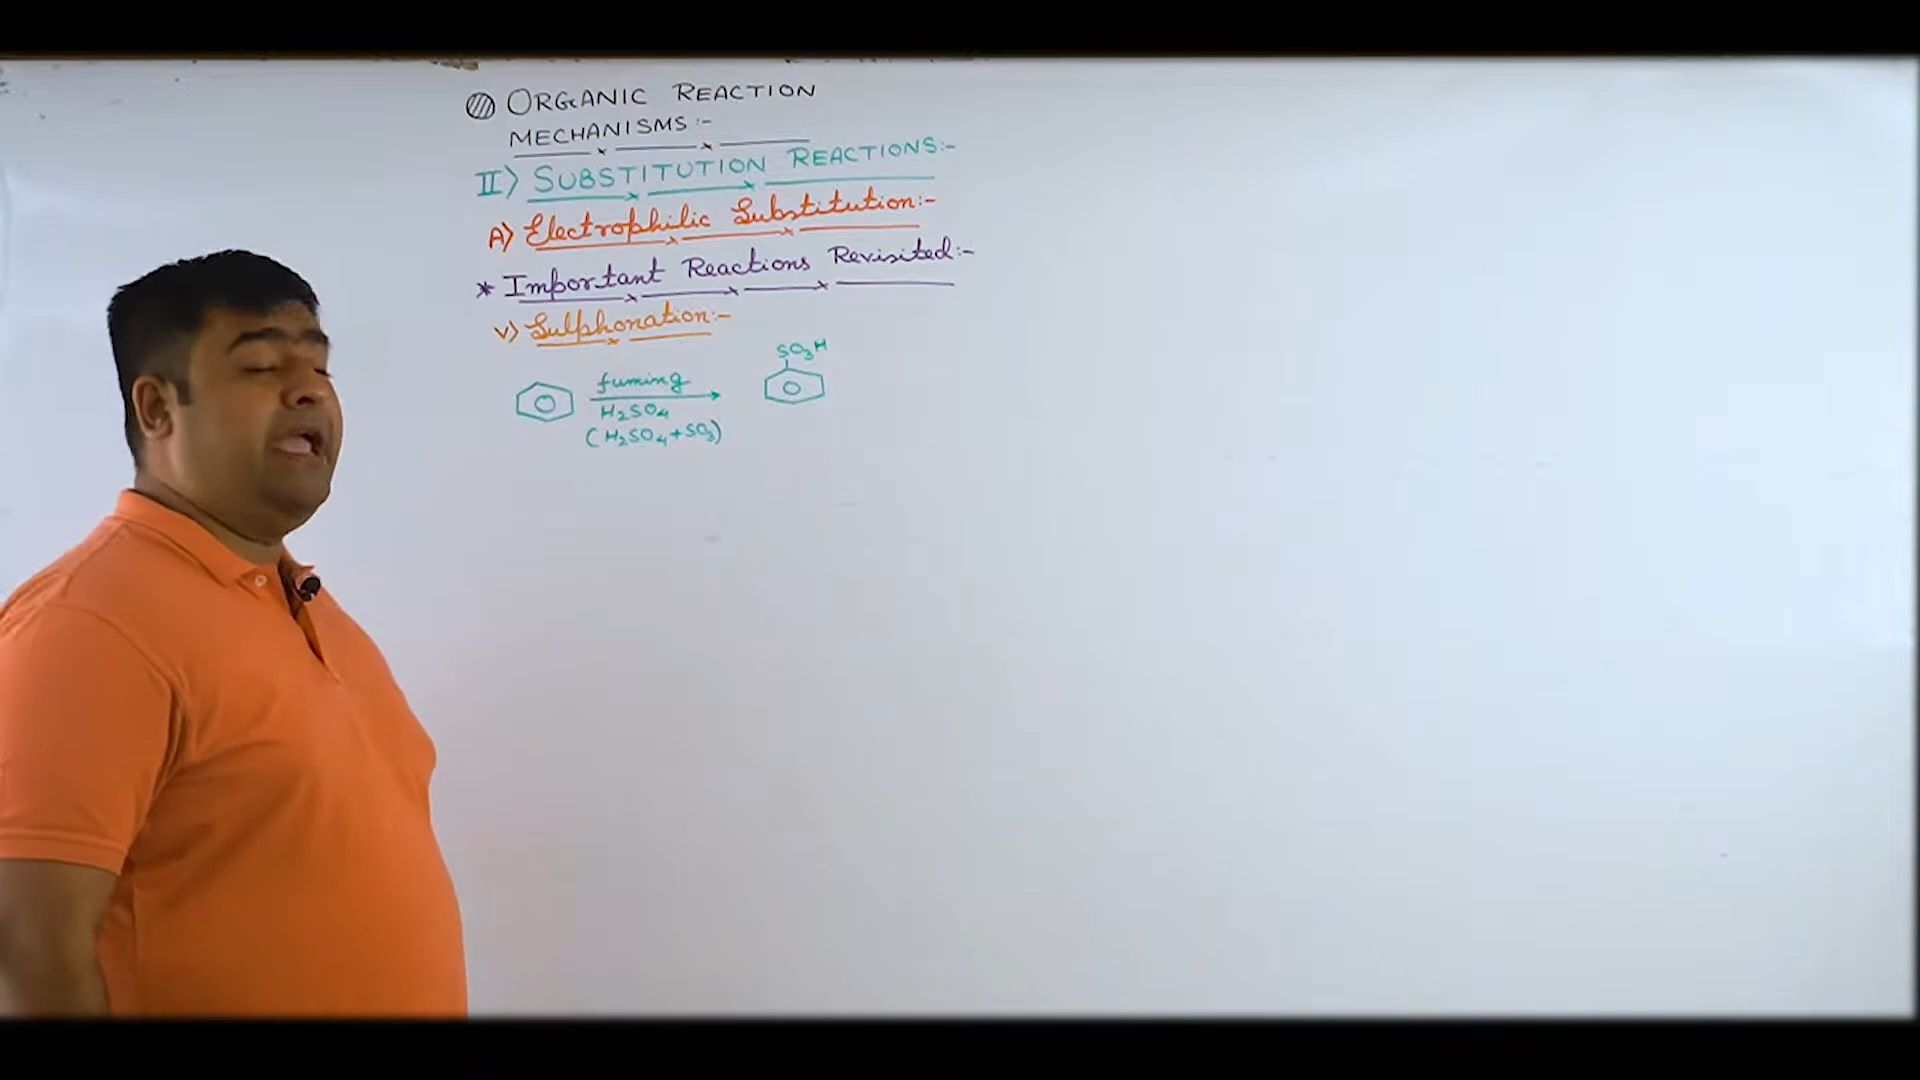 ORGANIC REACTION
MECHANISMS:-
II) SUBSTITUTION REACTIONS:-
A) Electrophilic Substitution:-
* Important Reactions Revisited:-
v) Sulphonation:-
SO₃H
fuming
H₂SO₄
(H₂SO₄+SO₃)